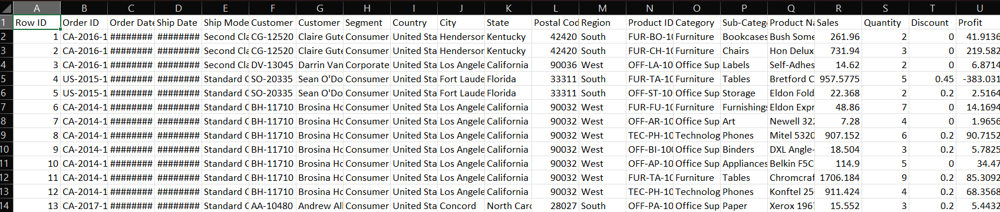 A B C D E F G H I J K L M N O P Q R S T U
1 Row ID Order ID Order Date Ship Date Ship Mode Customer Customer Segment Country City State Postal Cod Region Product ID Category Sub-Categ Product Na Sales Quantity Discount Profit
2 1 CA-2016-1 ######## ######## Second Cla CG-12520 Claire Gute Consumer United Sta Henderson Kentucky 42420 South FUR-BO-10 Furniture Bookcases Bush Some 261.96 2 0 41.9136
3 2 CA-2016-1 ######## ######## Second Cla CG-12520 Claire Gute Consumer United Sta Henderson Kentucky 42420 South FUR-CH-10 Furniture Chairs Hon Delux 731.94 3 0 219.582
4 3 CA-2016-1 ######## ######## Second Cla DV-13045 Darrin Van Corporate Los Angele California 90036 West OFF-LA-10 Office Sup Labels Self-Adhes 14.62 2 0 6.8714
5 4 US-2015-1 ######## ######## Standard C SO-20335 Sean O'Do Consumer United Sta Fort Laude Florida 33311 South FUR-TA-10 Furniture Tables Bretford C 957.5775 5 0.45 -383.031
6 5 US-2015-1 ######## ######## Standard C SO-20335 Sean O'Do Consumer United Sta Fort Laude Florida 33311 South OFF-ST-10 Office Sup Storage Eldon Fold 22.368 2 0.2 2.5164
7 6 CA-2014-1 ######## ######## Standard C BH-11710 Brosina Ho Consumer United Sta Los Angele California 90032 West FUR-FU-10 Furniture Furnishings Eldon Expr 48.86 7 0 14.1694
8 7 CA-2014-1 ######## ######## Standard C BH-11710 Brosina Ho Consumer United Sta Los Angele California 90032 West OFF-AR-10 Office Sup Art Newell 322 7.28 4 0 1.9656
9 8 CA-2014-1 ######## ######## Standard C BH-11710 Brosina Ho Consumer United Sta Los Angele California 90032 West TEC-PH-10 Technolog Phones Mitel 5320 907.152 6 0.2 90.7152
10 9 CA-2014-1 ######## ######## Standard C BH-11710 Brosina Ho Consumer United Sta Los Angele California 90032 West OFF-BI-100 Office Sup Binders DXL Angle- 18.504 3 0.2 5.7825
11 10 CA-2014-1 ######## ######## Standard C BH-11710 Brosina Ho Consumer United Sta Los Angele California 90032 West OFF-AP-10 Office Sup Appliances Belkin F5C 114.9 5 0 34.47
12 11 CA-2014-1 ######## ######## Standard C BH-11710 Brosina Ho Consumer United Sta Los Angele California 90032 West FUR-TA-10 Furniture Tables Chromcraf 1706.184 9 0.2 85.3092
13 12 CA-2014-1 ######## ######## Standard C BH-11710 Brosina Ho Consumer United Sta Los Angele California 90032 West TEC-PH-10 Technolog Phones Konftel 25 911.424 4 0.2 68.3568
14 13 CA-2017-1 ######## ######## Standard C AA-10480 Andrew Al Consumer United Sta Concord North Caro 28027 South OFF-PA-10 Office Sup Paper Xerox 1967 15.552 3 0.2 5.4432